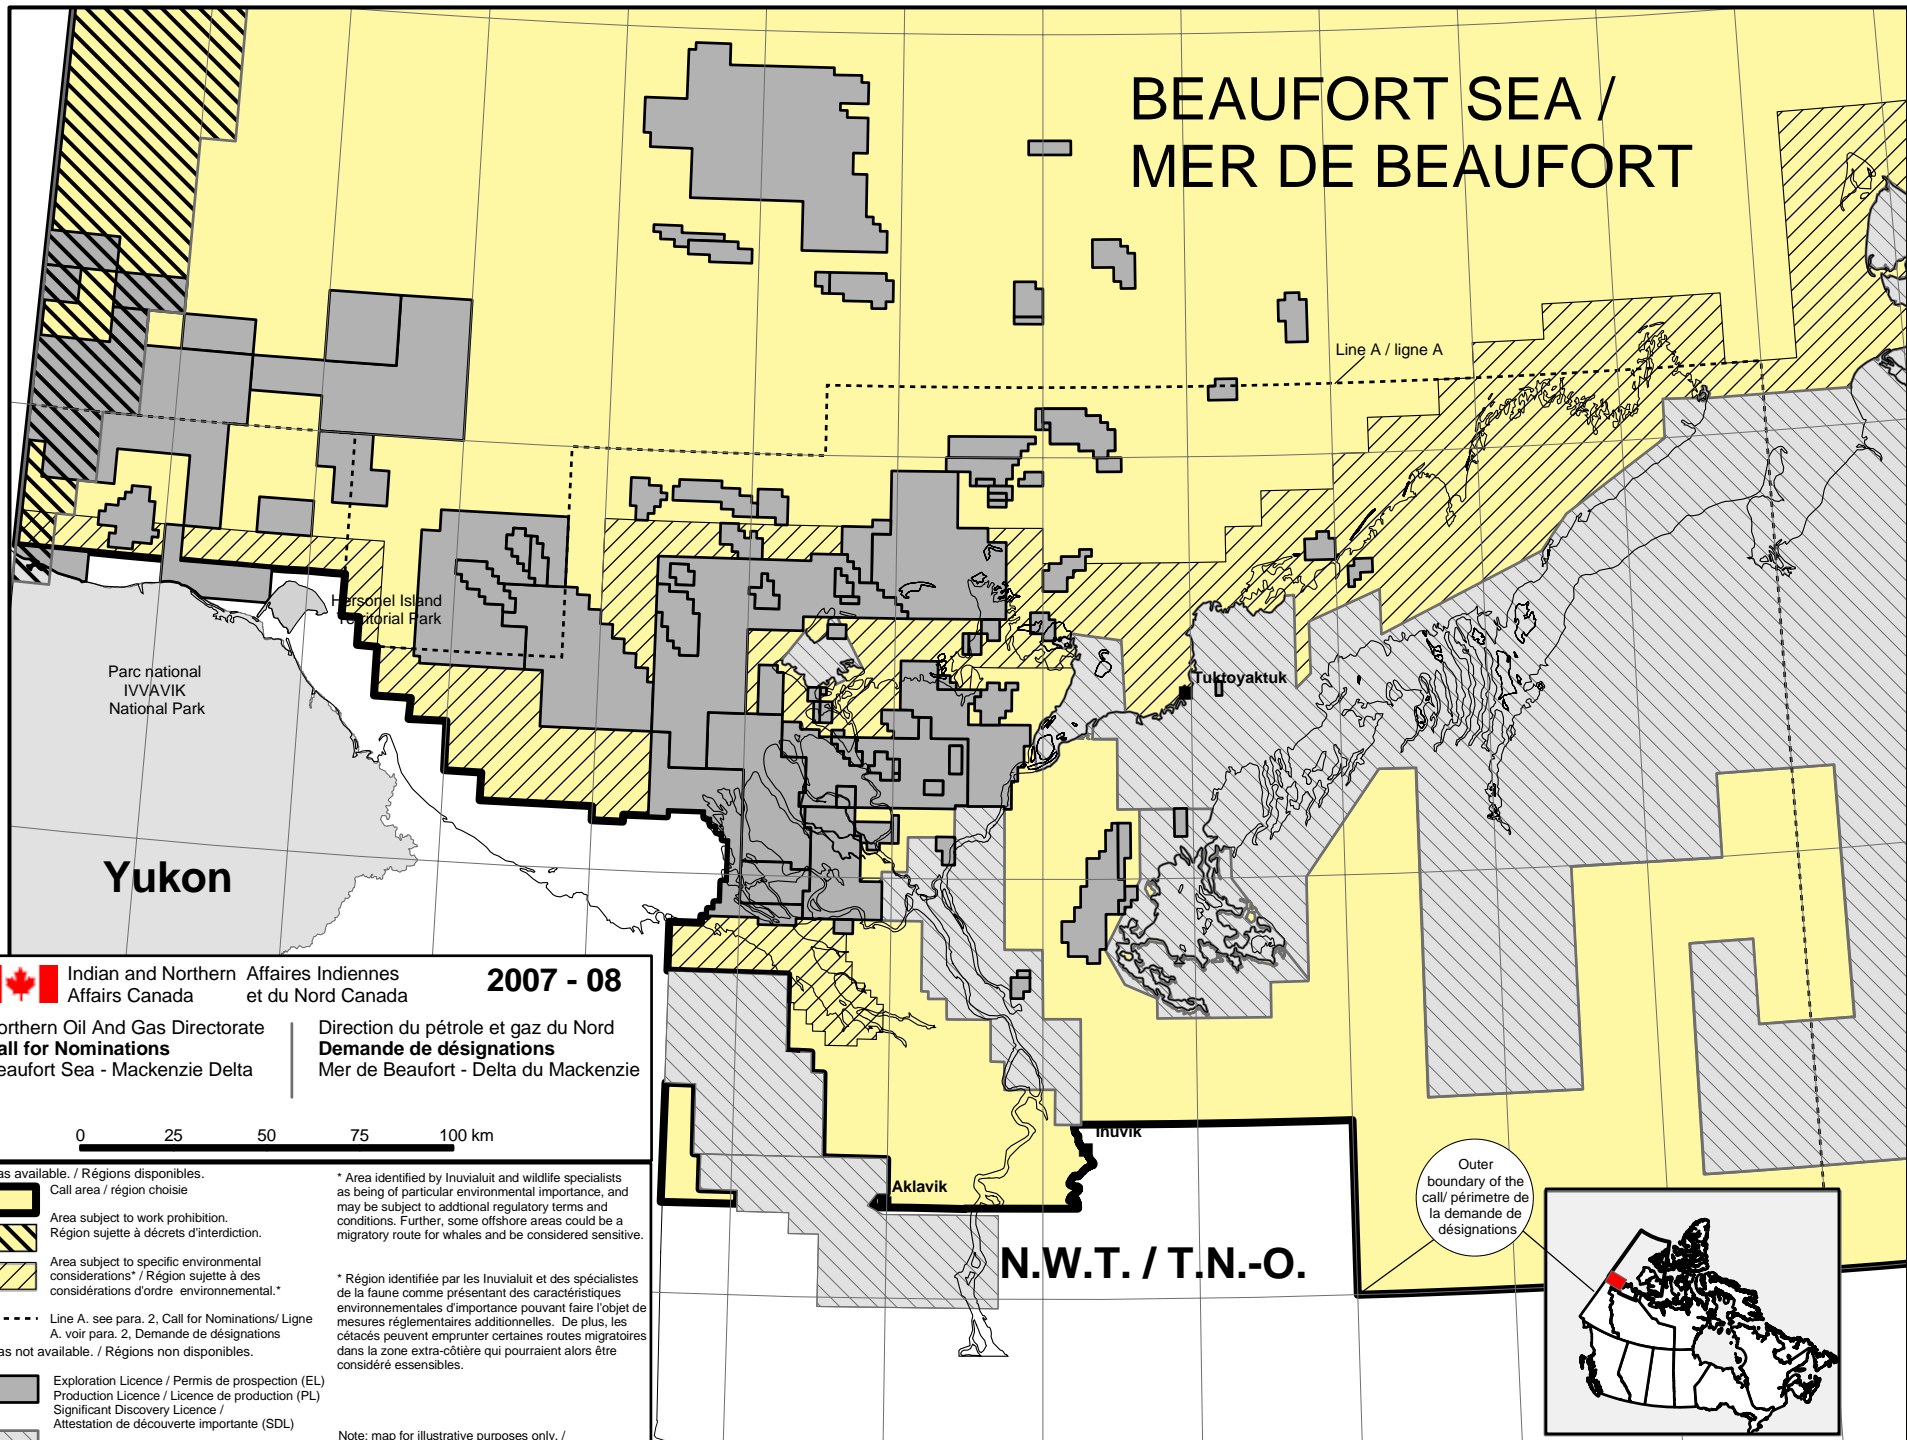 BEAUFORT SEA /
MER DE BEAUFORT
Line A / ligne A
Hersonel Island
Territorial Park
Parc national
IVVAVIK
National Park
Tuktoyaktuk
Yukon
Inuvik
Aklavik
N.W.T. / T.N.-O.
Outer
boundary of the
call/ périmetre de
la demande de
désignations
Indian and Northern
Affairs Canada
Affaires Indiennes
et du Nord Canada
2007 - 08
orthern Oil And Gas Directorate
all for Nominations
eaufort Sea - Mackenzie Delta
Direction du pétrole et gaz du Nord
Demande de désignations
Mer de Beaufort - Delta du Mackenzie
0 25 50 75 100 km
as available. / Régions disponibles.
Call area / région choisie
Area subject to work prohibition.
Région sujette à décrets d'interdiction.
Area subject to specific environmental
considerations* / Région sujette à des
considérations d'ordre environnemental.*
Line A. see para. 2, Call for Nominations/ Ligne
A. voir para. 2, Demande de désignations
as not available. / Régions non disponibles.
Exploration Licence / Permis de prospection (EL)
Production Licence / Licence de production (PL)
Significant Discovery Licence /
Attestation de découverte importante (SDL)
* Area identified by Inuvialuit and wildlife specialists
as being of particular environmental importance, and
may be subject to addtional regulatory terms and
conditions. Further, some offshore areas could be a
migratory route for whales and be considered sensitive.
* Région identifiée par les Inuvialuit et des spécialistes
de la faune comme présentant des caractéristiques
environnementales d'importance pouvant faire l'objet de
mesures réglementaires additionnelles. De plus, les
cétacés peuvent emprunter certaines routes migratoires
dans la zone extra-côtière qui pourraient alors être
considéré essensibles.
Note: map for illustrative purposes only. /